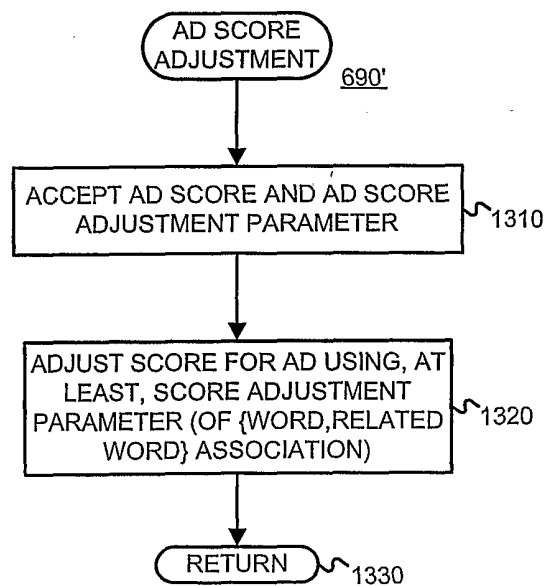 AD SCORE
ADJUSTMENT
690'
ACCEPT AD SCORE AND AD SCORE
ADJUSTMENT PARAMETER
1310
ADJUST SCORE FOR AD USING, AT
LEAST, SCORE ADJUSTMENT
PARAMETER (OF {WORD,RELATED
WORD} ASSOCIATION)
1320
RETURN
1330